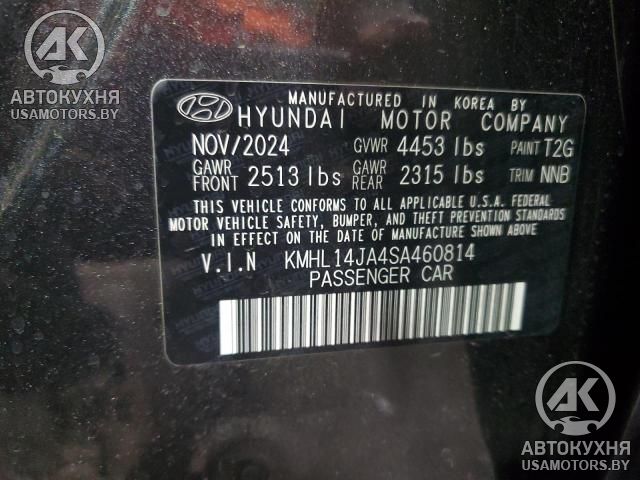 АК
АВТОКУХНЯ
USAMOTORS.BY
MANUFACTURED IN KOREA BY
HYUNDAI MOTOR COMPANY
NOV/2024 GVWR 4453 lbs PAINT T2G
GAWR FRONT 2513 lbs GAWR REAR 2315 lbs TRIM NNB
THIS VEHICLE CONFORMS TO ALL APPLICABLE U.S.A. FEDERAL
MOTOR VEHICLE SAFETY, BUMPER, AND THEFT PREVENTION STANDARDS
IN EFFECT ON THE DATE OF MANUFACTURE SHOWN ABOVE.
V.I.N KMHL14JA4SA460814
PASSENGER CAR
АК
АВТОКУХНЯ
USAMOTORS.BY